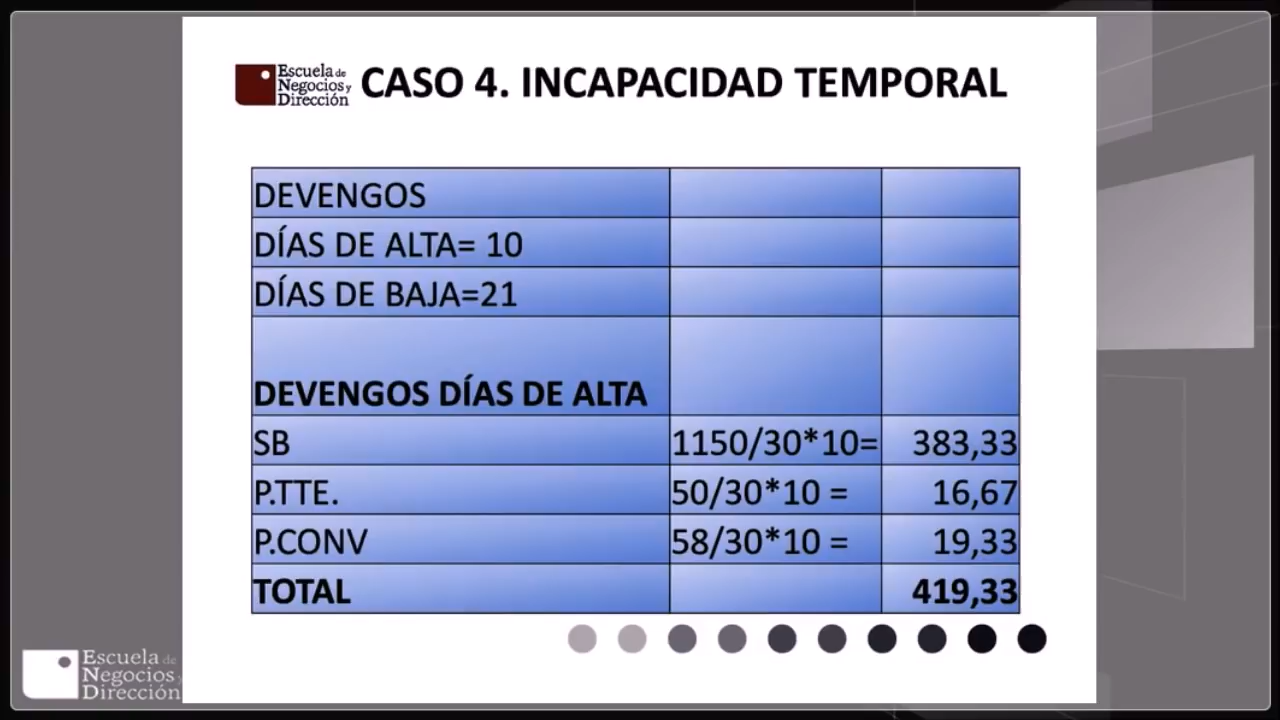 Escuela de
Negocios y
Dirección
CASO 4. INCAPACIDAD TEMPORAL
DEVENGOS
DÍAS DE ALTA= 10
DÍAS DE BAJA=21
DEVENGOS DÍAS DE ALTA
SB 1150/30*10= 383,33
P.TTE. 50/30*10 = 16,67
P.CONV 58/30*10 = 19,33
TOTAL 419,33
Escuela de
Negocios y
Dirección